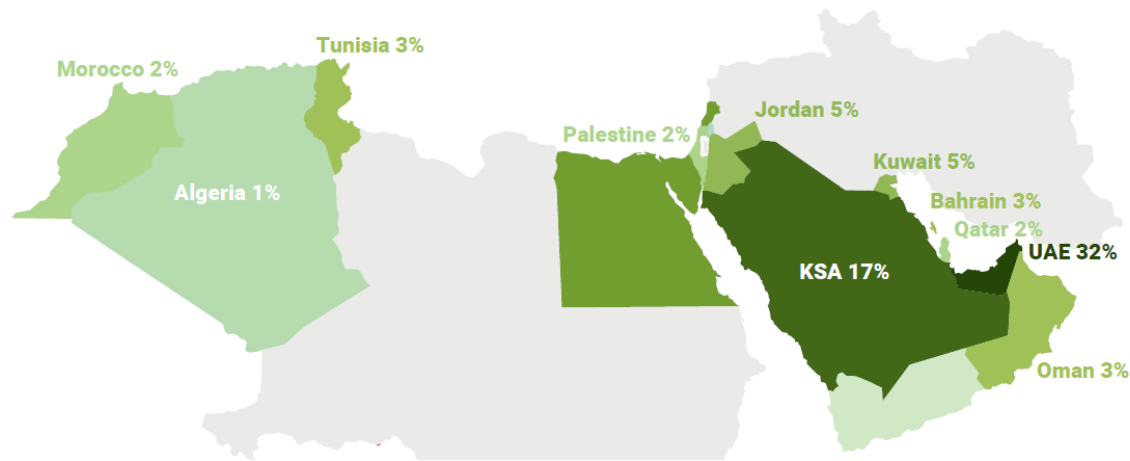 Tunisia 3%
Morocco 2%
Jordan 5%
Palestine 2%
Kuwait 5%
Algeria 1%
Bahrain 3%
Qatar 2%
UAE 32%
KSA 17%
Oman 3%